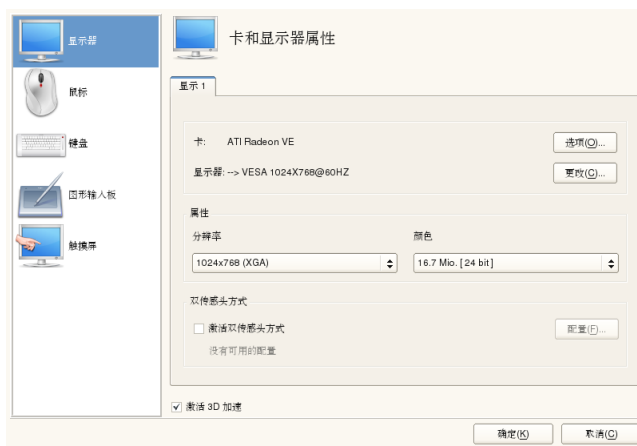 显示器
鼠标
键盘
图形输入板
触摸屏
卡和显示器属性
显示 1
卡: ATI Radeon VE
选项(O)...
显示器: --> VESA 1024X768@60HZ
更改(C)...
属性
分辨率
颜色
1024x768 (XGA)
16.7 Mio. [ 24 bit ]
双传感头方式
激活双传感头方式
配置(F)...
没有可用的配置
激活 3D 加速
确定(K)
取消(C)